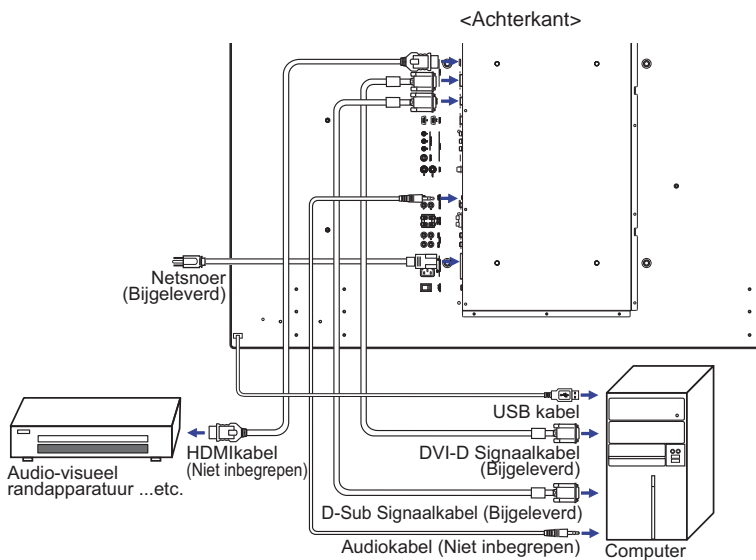 <Achterkant>
Netsnoer
(Bijgeleverd)
USB kabel
HDMIkabel
(Niet inbegrepen)
DVI-D Signaalkabel
(Bijgeleverd)
Audio-visueel
randapparatuur ...etc.
D-Sub Signaalkabel (Bijgeleverd)
Audiokabel (Niet inbegrepen)
Computer